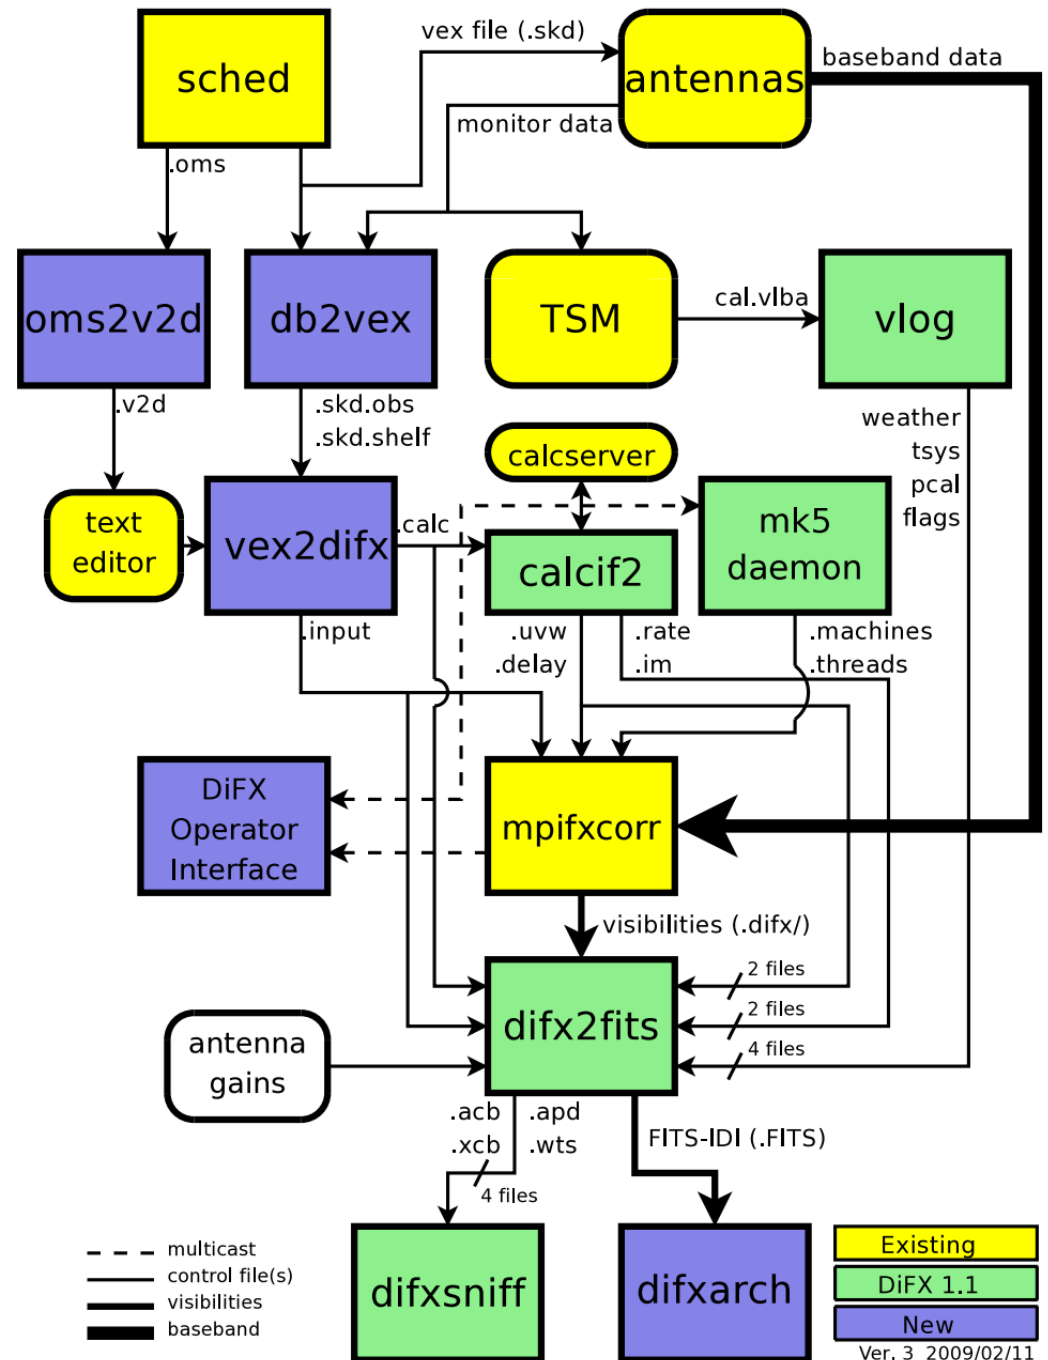 vex file (.skd)
sched
antennas
baseband data
monitor data
.oms
oms2v2d
db2vex
TSM
cal.vlba
vlog
.v2d
.skd.obs
.skd.shelf
weather
tsys
pcal
flags
calcserver
text
editor
vex2difx
.calc
calcif2
mk5
daemon
.input
.uvw
.delay
.rate
.im
.machines
.threads
DiFX
Operator
Interface
mpifxcorr
visibilities (.difx/)
2 files
2 files
4 files
difx2fits
antenna
gains
.acb
.xcb
.apd
.wts
4 files
FITS-IDI (.FITS)
difxsniff
difxarch
multicast
control file(s)
visibilities
baseband
Existing
DiFX 1.1
New
Ver. 3 2009/02/11